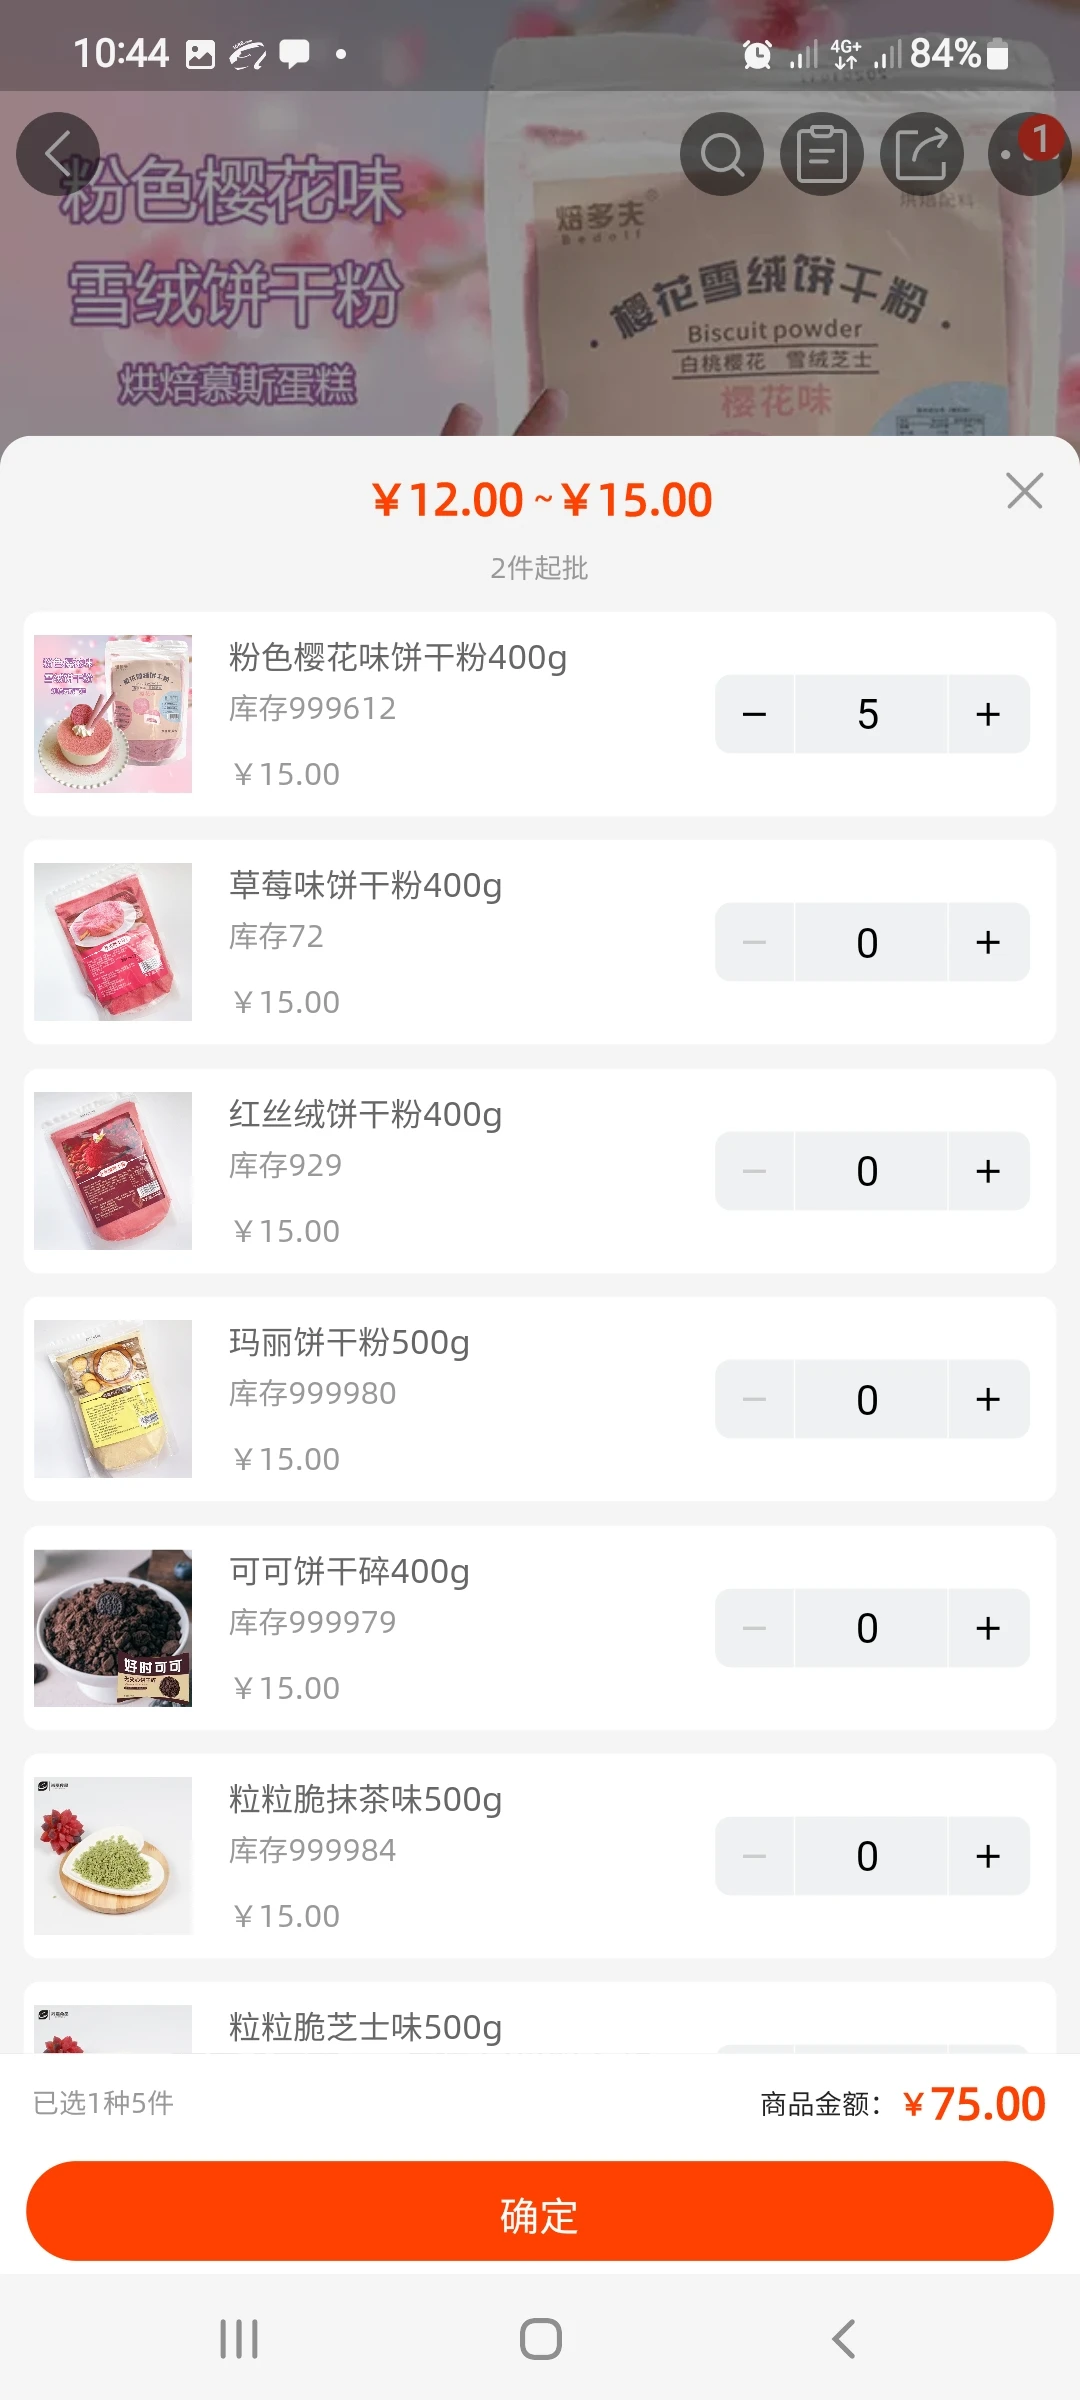 10:44
4G+
84%
1
粉色樱花味
雪绒饼干粉
烘焙慕斯蛋糕
焙多夫
®
烘焙配料
樱花雪绒饼干粉
Biscuit powder
白桃樱花 雪绒芝士
樱花味
￥12.00~￥15.00
2件起批
粉色樱花味饼干粉400g
库存999612
￥15.00
5
草莓味饼干粉400g
库存72
￥15.00
0
红丝绒饼干粉400g
库存929
￥15.00
0
玛丽饼干粉500g
库存999980
￥15.00
0
可可饼干碎400g
库存999979
￥15.00
0
好时可可
粒粒脆抹茶味500g
库存999984
￥15.00
0
粒粒脆芝士味500g
已选1种5件
商品金额：￥75.00
确定